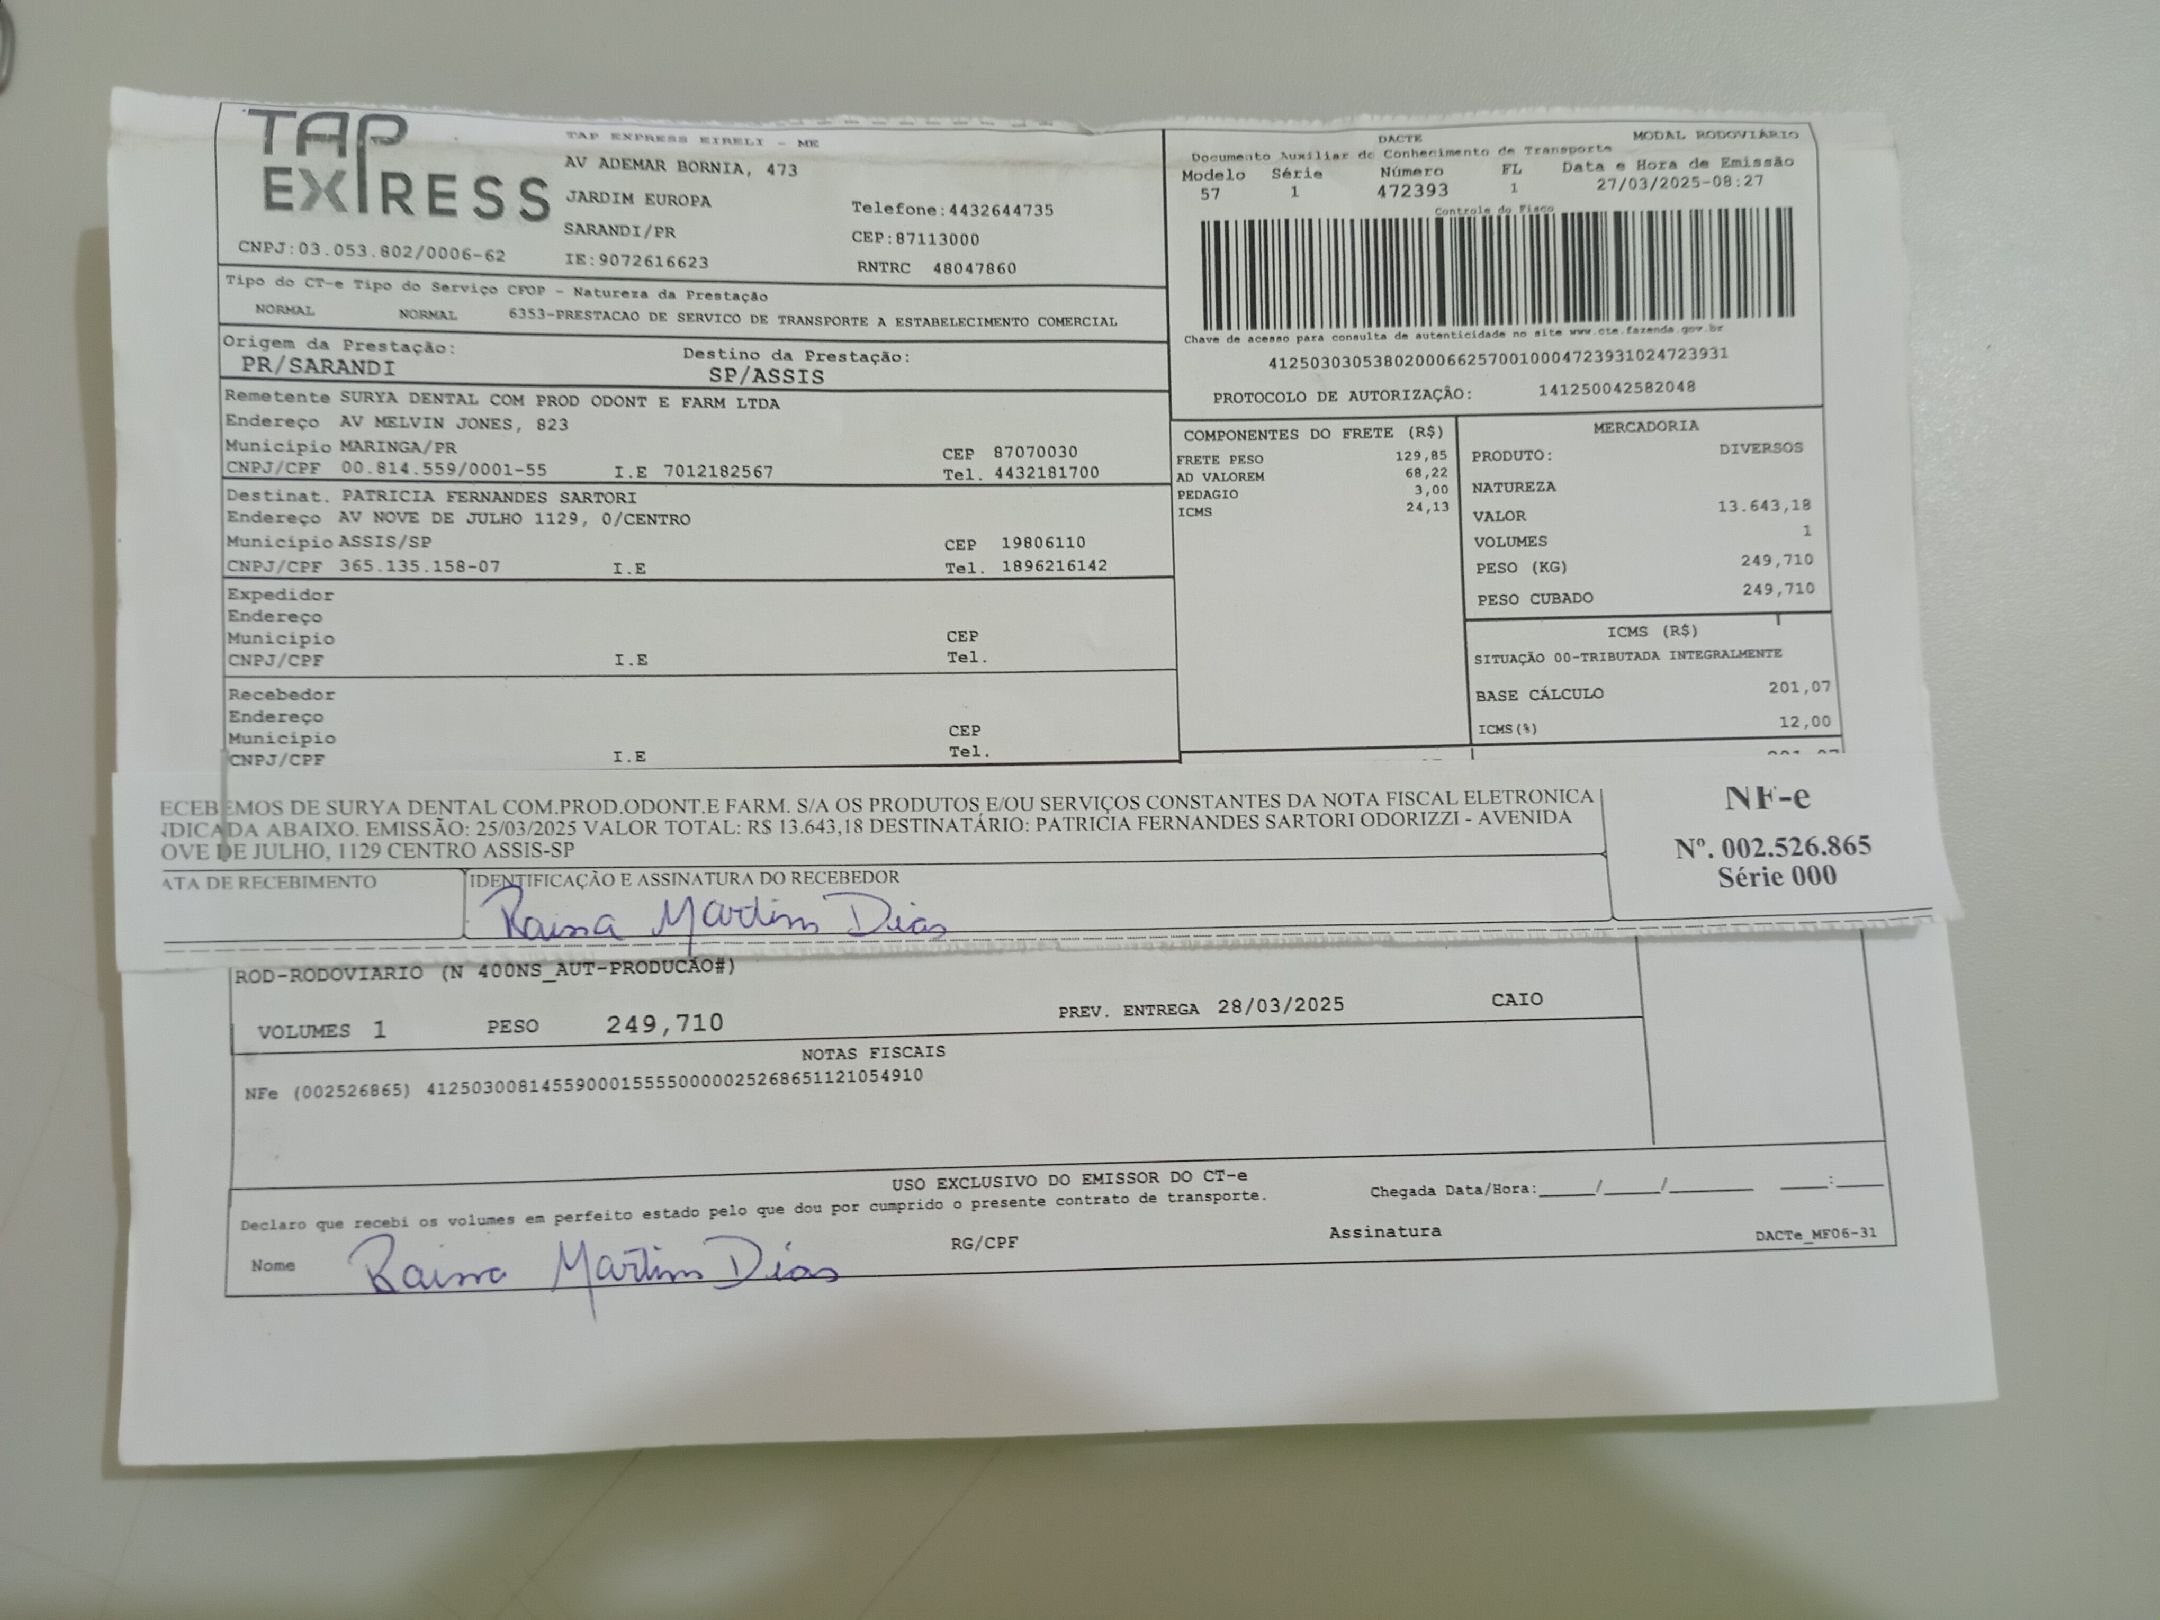 TAP EXPRESS
TAP EXPRESS EIRELI - ME
AV ADEMAR BORNIA, 473
JARDIM EUROPA
SARANDI/PR
IE:9072616623
Telefone:4432644735
CEP:87113000
RNTRC 48047860
CNPJ:03.053.802/0006-62
DACTE
MODAL RODOVIÁRIO
Documento Auxiliar do Conhecimento de Transporte
Modelo Série Número FL Data e Hora de Emissão
57 1 472393 1 27/03/2025-08:27
Controle do Fisco
Chave de acesso para consulta de autenticidade no site www.cte.fazenda.gov.br
41250303053802000662570010004723931024723931
PROTOCOLO DE AUTORIZAÇÃO: 141250042582048
Tipo do CT-e Tipo do Serviço CFOP - Natureza da Prestação
NORMAL NORMAL 6353-PRESTACAO DE SERVICO DE TRANSPORTE A ESTABELECIMENTO COMERCIAL
Origem da Prestação: Destino da Prestação:
PR/SARANDI SP/ASSIS
Remetente SURYA DENTAL COM PROD ODONT E FARM LTDA
Endereço AV MELVIN JONES, 823
Município MARINGA/PR CEP 87070030
CNPJ/CPF 00.814.559/0001-55 I.E 7012182567 Tel. 4432181700
Destinat. PATRICIA FERNANDES SARTORI
Endereço AV NOVE DE JULHO 1129, 0/CENTRO
Município ASSIS/SP CEP 19806110
CNPJ/CPF 365.135.158-07 I.E Tel. 1896216142
Expedidor
Endereço
Município CEP
CNPJ/CPF I.E Tel.
Recebedor
Endereço
Município CEP
CNPJ/CPF I.E Tel.
COMPONENTES DO FRETE (R$)
FRETE PESO 129,85
AD VALOREM 68,22
PEDAGIO 3,00
ICMS 24,13
MERCADORIA
PRODUTO: DIVERSOS
NATUREZA
VALOR 13.643,18
VOLUMES 1
PESO (KG) 249,710
PESO CUBADO 249,710
ICMS (R$)
SITUAÇÃO 00-TRIBUTADA INTEGRALMENTE
BASE CÁLCULO 201,07
ICMS(%) 12,00
ECEBEMOS DE SURYA DENTAL COM.PROD.ODONT.E FARM. S/A OS PRODUTOS E/OU SERVIÇOS CONSTANTES DA NOTA FISCAL ELETRONICA
DICADA ABAIXO. EMISSÃO: 25/03/2025 VALOR TOTAL: R$ 13.643,18 DESTINATÁRIO: PATRICIA FERNANDES SARTORI ODORIZZI - AVENIDA
OVE DE JULHO, 1129 CENTRO ASSIS-SP
ATA DE RECEBIMENTO IDENTIFICAÇÃO E ASSINATURA DO RECEBEDOR
Raissa Martins Dias
NF-e
Nº. 002.526.865
Série 000
ROD-RODOVIARIO (N 400NS_AUT-PRODUCÃO#)
VOLUMES 1 PESO 249,710 PREV. ENTREGA 28/03/2025 CAIO
NOTAS FISCAIS
NFe (002526865) 41250300814559000155550000025268651121054910
USO EXCLUSIVO DO EMISSOR DO CT-e
Declaro que recebi os volumes em perfeito estado pelo que dou por cumprido o presente contrato de transporte.
Chegada Data/Hora:_____/_____/________ ____:____
Nome Raissa Martins Dias RG/CPF Assinatura DACTe_MF06-31